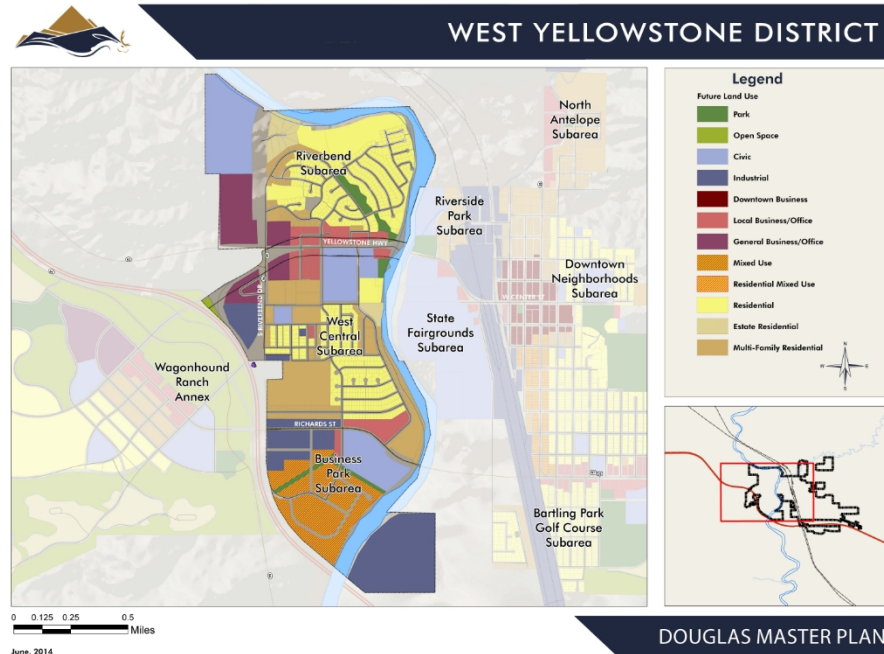 WEST YELLOWSTONE DISTRICT
North
Antelope
Subarea
Riverbend
Subarea
Riverside
Park
Subarea
YELLOWSTONE HWY
Downtown
Neighborhoods
Subarea
W CENTER ST
S RIVERBEND DR
West
Central
Subarea
State
Fairgrounds
Subarea
Wagonhound
Ranch
Annex
RICHARDS ST
Business
Park
Subarea
Bartling Park
Golf Course
Subarea
Legend
Future Land Use
Park
Open Space
Civic
Industrial
Downtown Business
Local Business/Office
General Business/Office
Mixed Use
Residential Mixed Use
Residential
Estate Residential
Multi-Family Residential
N
W
E
S
0 0.125 0.25 0.5
Miles
June, 2014
DOUGLAS MASTER PLAN